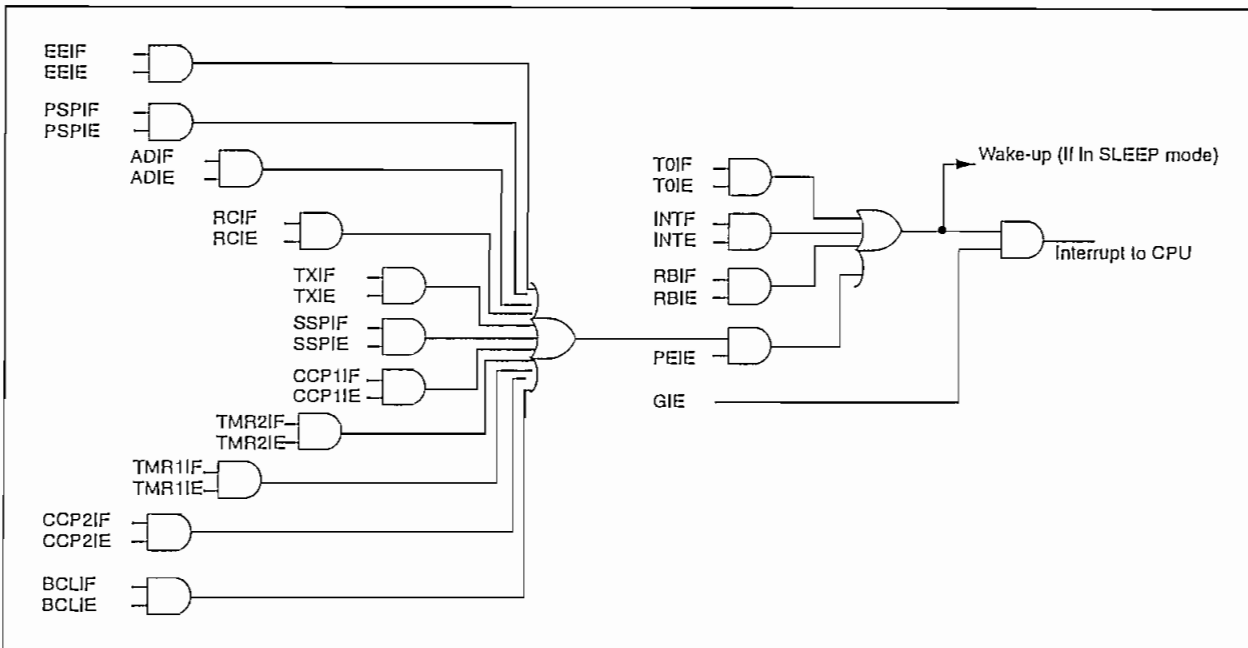 EEIF
EEIE
PSPIF
PSPIE
ADIF
ADIE
RCIF
RCIE
TXIF
TXIE
SSPIF
SSPIE
CCP1IF
CCP1IE
TMR2IF
TMR2IE
TMR1IF
TMR1IE
CCP2IF
CCP2IE
BCLIF
BCLIE
T0IF
T0IE
INTF
INTE
RBIF
RBIE
PEIE
GIE
Wake-up (If In SLEEP mode)
Interrupt to CPU